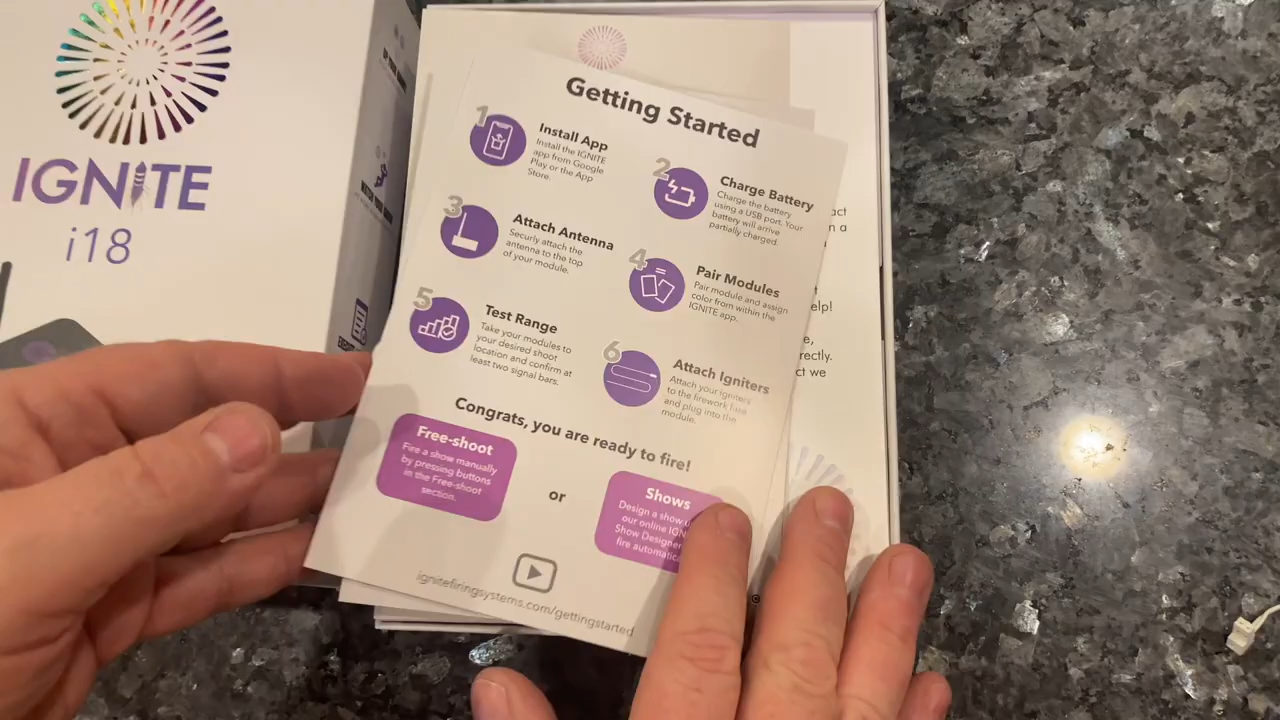 IGNITE
i18
Getting Started
1
Install App
Install the IGNITE
app from Google
Play or the App
Store.
2
Charge Battery
Charge the battery
using a USB port. Your
battery will arrive
partially charged.
3
Attach Antenna
Securly attach the
antenna to the top
of your module.
4
Pair Modules
Pair module and assign
color from within the
IGNITE app.
5
Test Range
Take your modules to
your desired shoot
location and confirm at
least two signal bars.
6
Attach Igniters
Attach your igniters
to the firework fuse
and plug into the
module.
Congrats, you are ready to fire!
Free-shoot
Fire a show manually
by pressing buttons
in the Free-shoot
section.
or
Shows
Design a show
our online
Show Designer
fire
ignitefiringsystems.com/gettingstarted